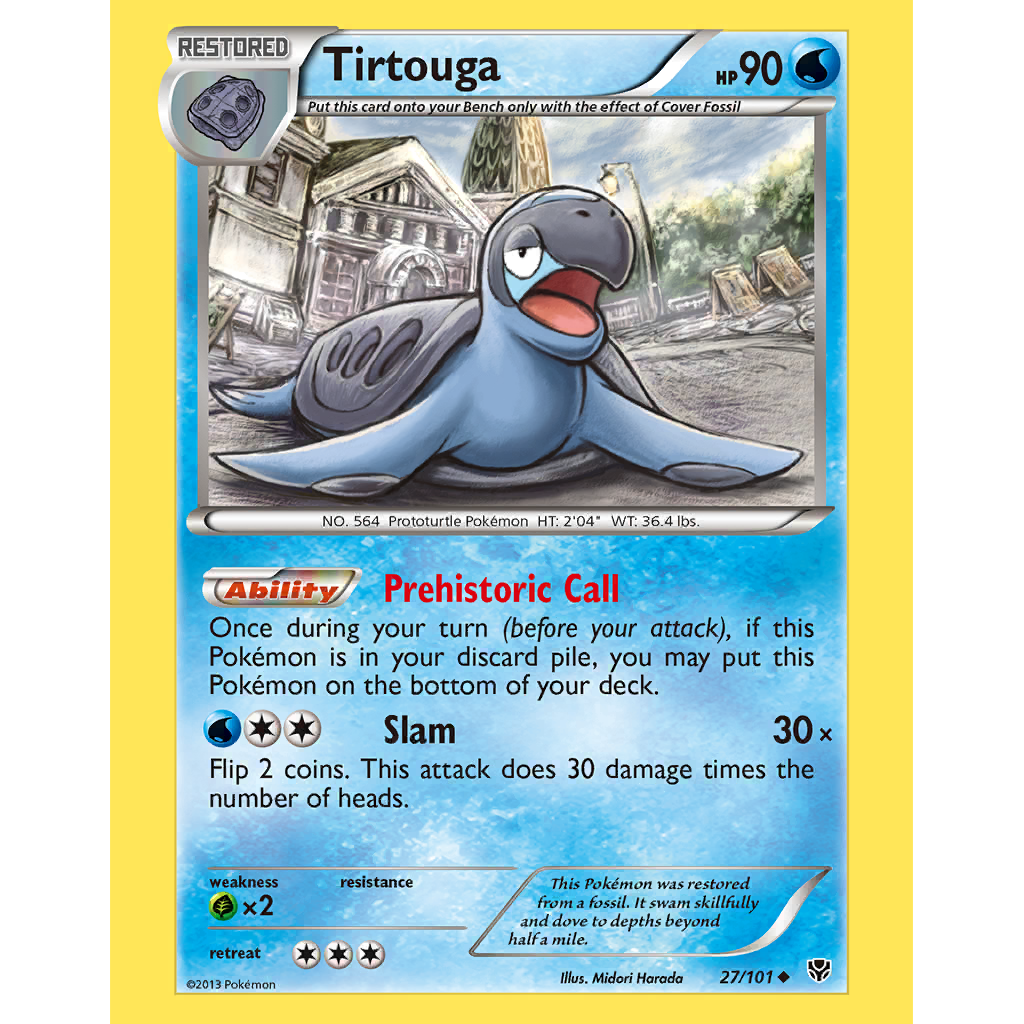 RESTORED
Tirtouga
HP 90
Put this card onto your Bench only with the effect of Cover Fossil
NO. 564 Prototurtle Pokémon HT: 2'04" WT: 36.4 lbs.
Ability Prehistoric Call
Once during your turn (before your attack), if this
Pokémon is in your discard pile, you may put this
Pokémon on the bottom of your deck.
Slam 30×
Flip 2 coins. This attack does 30 damage times the
number of heads.
weakness resistance
×2
retreat
This Pokémon was restored
from a fossil. It swam skillfully
and dove to depths beyond
half a mile.
©2013 Pokémon
Illus. Midori Harada 27/101